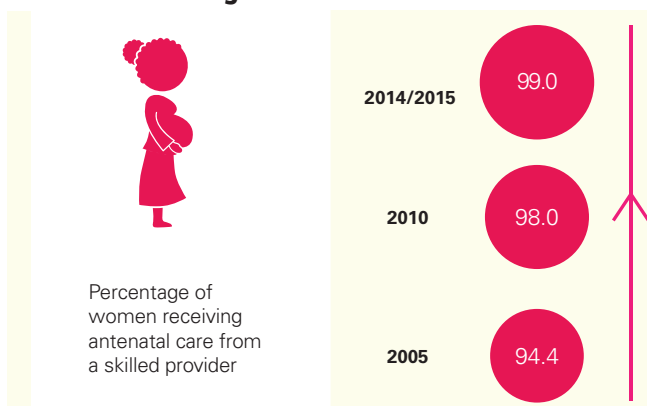 2014/2015 99.0
2010 98.0
Percentage of
women receiving
antenatal care from
a skilled provider
2005 94.4